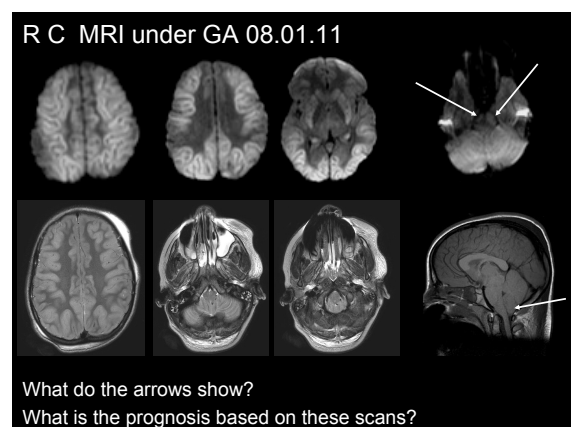 R C MRI under GA 08.01.11
What do the arrows show?
What is the prognosis based on these scans?